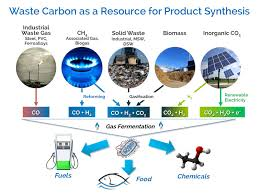 Waste Carbon as a Resource for Product Synthesis
Industrial
Waste Gas
Steel, PVC,
Ferroalloys
CH4
Associated Gas,
Biogas
Solid Waste
Industrial, MSW,
DSW
Biomass
Inorganic CO2
Reforming
Gasification
Renewable
Electricity
CO
CO + H2
CO + H2 + CO2
CO + H2
CO2 + H2O + e-
Gas Fermentation
Fuels
Food
Chemicals